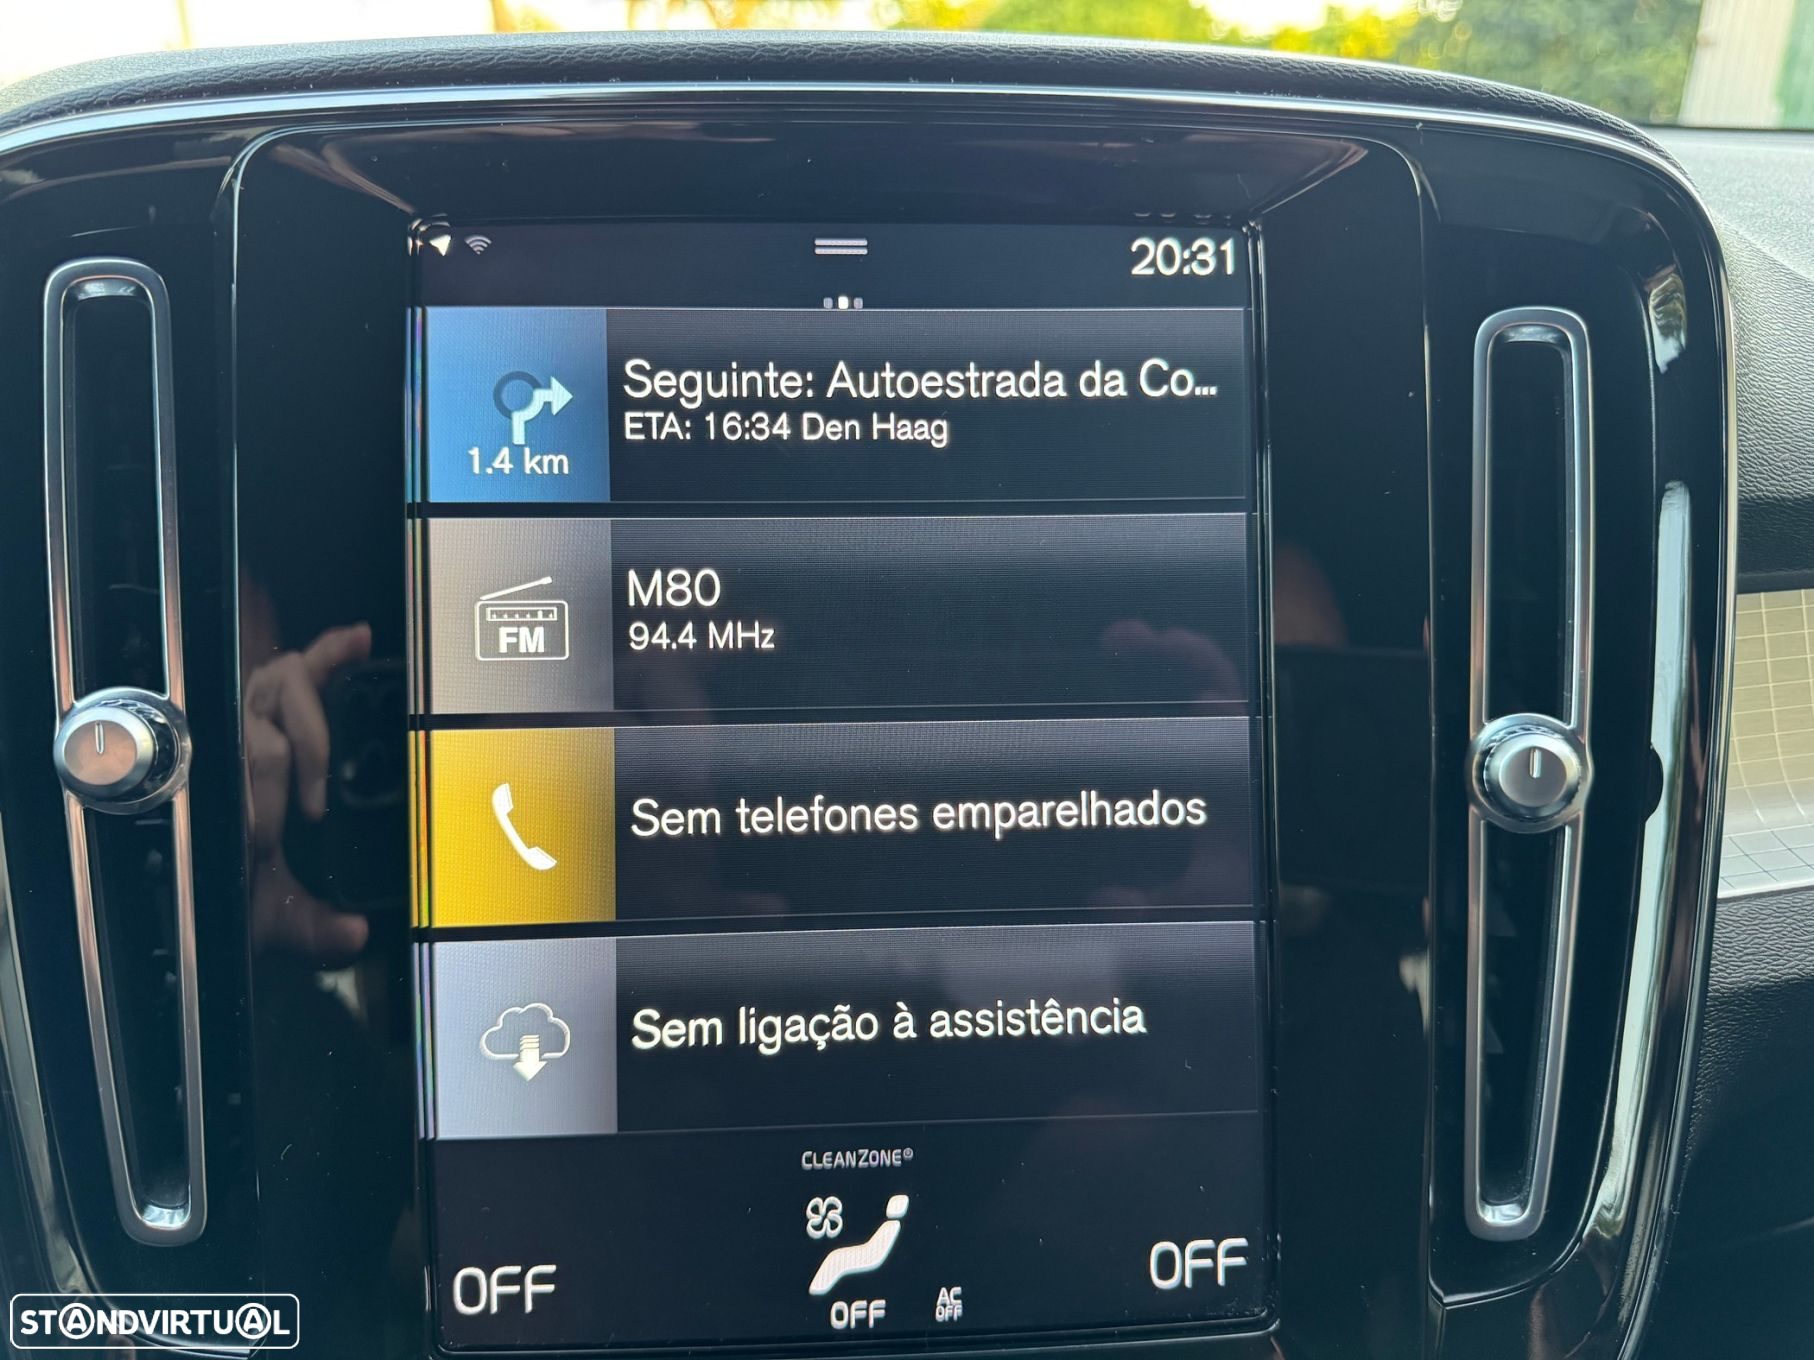 20:31
Seguinte: Autoestrada da Co...
ETA: 16:34 Den Haag
1.4 km
M80
94.4 MHz
FM
Sem telefones emparelhados
Sem ligação à assistência
CLEANZONE®
OFF
OFF
OFF
AC
OFF
STANDVIRTUAL